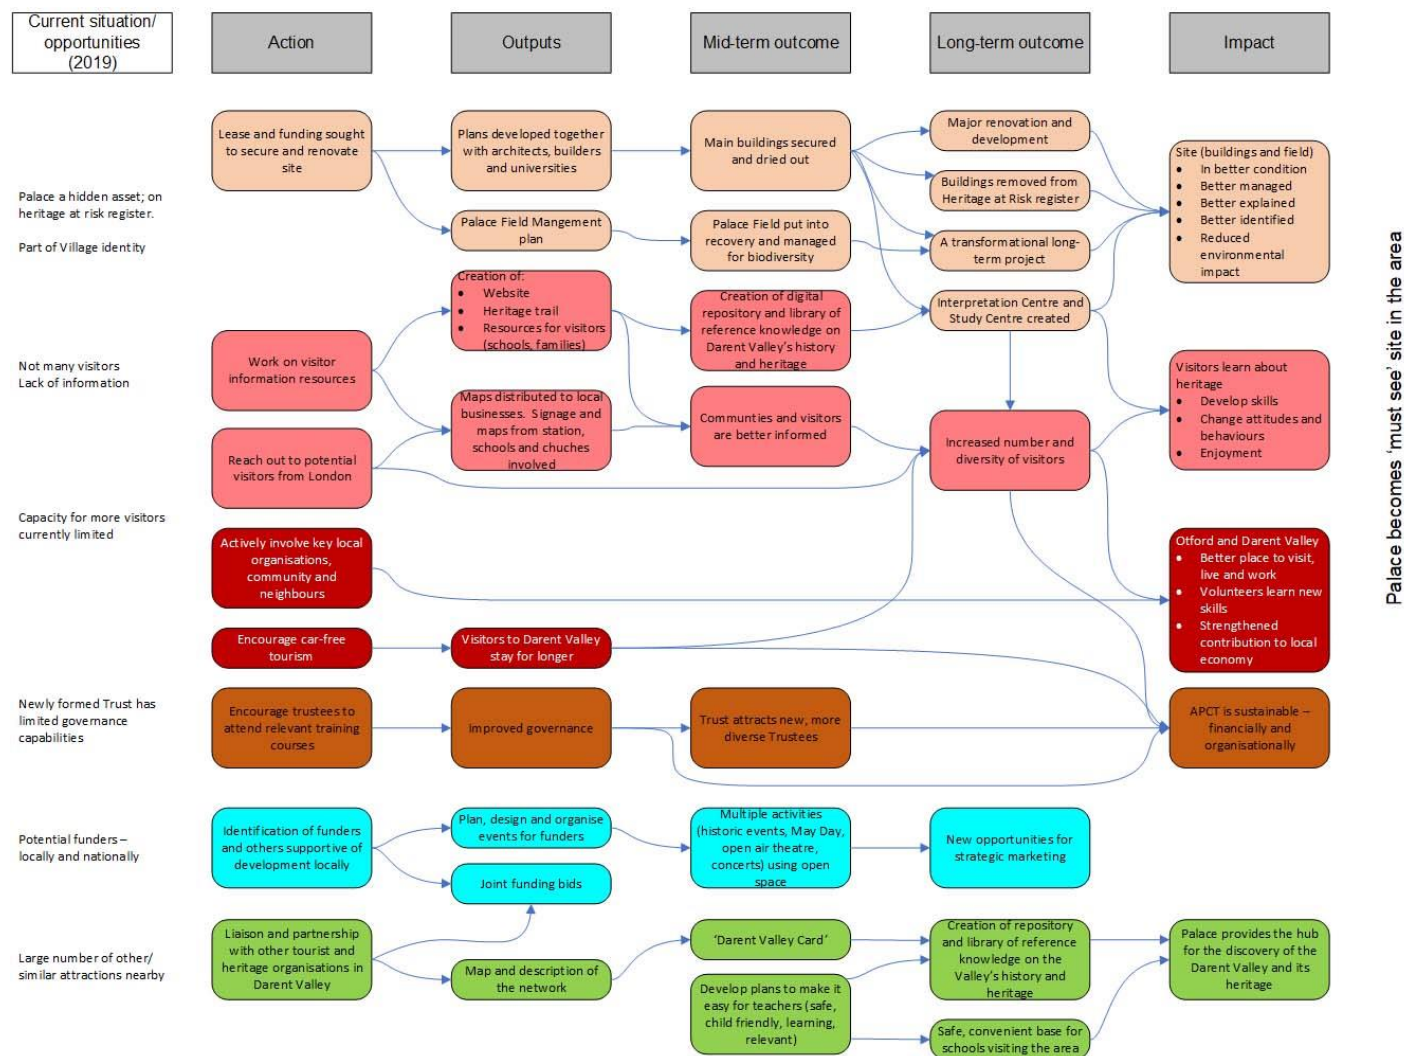 Current situation/
opportunities
(2019)
Action
Outputs
Mid-term outcome
Long-term outcome
Impact
Palace a hidden asset; on
heritage at risk register.
Part of Village identity
Lease and funding sought
to secure and renovate
site
Plans developed together
with architects, builders
and universities
Main buildings secured
and dried out
Major renovation and
development
Buildings removed from
Heritage at Risk register
Site (buildings and field)
• In better condition
• Better managed
• Better explained
• Better identified
• Reduced
environmental
impact
Palace Field Mangement
plan
Palace Field put into
recovery and managed
for biodiversity
A transformational long-
term project
Not many visitors
Lack of information
Work on visitor
information resources
Creation of:
• Website
• Heritage trail
• Resources for visitors
(schools, families)
Creation of digital
repository and library of
reference knowledge on
Darent Valley's history
and heritage
Interpretation Centre and
Study Centre created
Visitors learn about
heritage
• Develop skills
• Change attitudes and
behaviours
• Enjoyment
Reach out to potential
visitors from London
Maps distributed to local
businesses. Signage and
maps from station,
schools and chuches
involved
Communties and visitors
are better informed
Increased number and
diversity of visitors
Capacity for more visitors
currently limited
Actively involve key local
organisations,
community and
neighbours
Otford and Darent Valley
• Better place to visit,
live and work
• Volunteers learn new
skills
• Strengthened
contribution to local
economy
Encourage car-free
tourism
Visitors to Darent Valley
stay for longer
Newly formed Trust has
limited governance
capabilities
Encourage trustees to
attend relevant training
courses
Improved governance
Trust attracts new, more
diverse Trustees
APCT is sustainable –
financially and
organisationally
Potential funders –
locally and nationally
Identification of funders
and others supportive of
development locally
Plan, design and organise
events for funders
Joint funding bids
Multiple activities
(historic events, May Day,
open air theatre,
concerts) using open
space
New opportunities for
strategic marketing
Large number of other/
similar attractions nearby
Liaison and partnership
with other tourist and
heritage organisations in
Darent Valley
Map and description of
the network
'Darent Valley Card'
Develop plans to make it
easy for teachers (safe,
child friendly, learning,
relevant)
Creation of repository
and library of reference
knowledge on the
Valley's history and
heritage
Safe, convenient base for
schools visiting the area
Palace provides the hub
for the discovery of the
Darent Valley and its
heritage
Palace becomes 'must see' site in the area